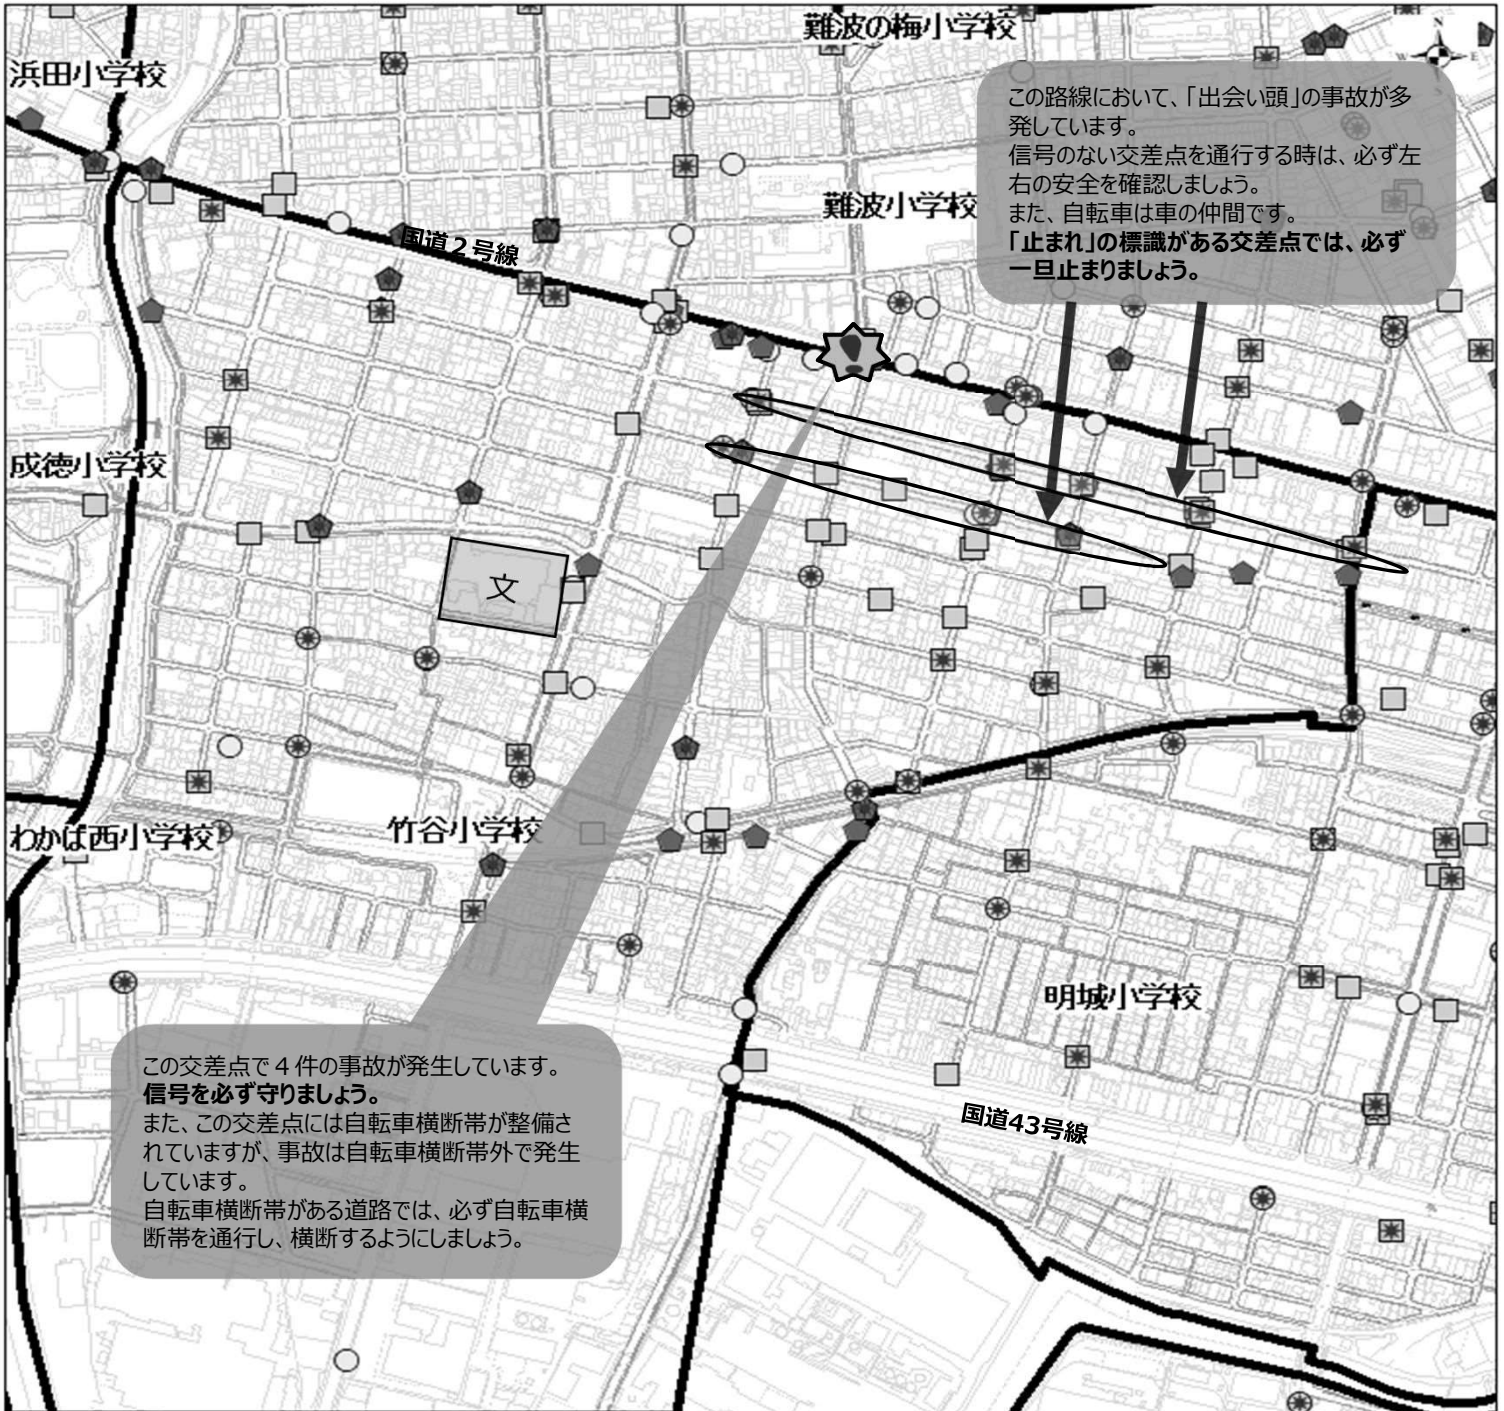 難波の梅小学校
浜田小学校
N
W
E
この路線において、「出会い頭」の事故が多
発しています。
信号のない交差点を通行する時は、必ず左
右の安全を確認しましょう。
また、自転車は車の仲間です。
「止まれ」の標識がある交差点では、必ず
一旦止まりましょう。
難波小学校
国道２号線
成徳小学校
文
わかば西小学校
竹谷小学校
明城小学校
この交差点で４件の事故が発生しています。
信号を必ず守りましょう。
また、この交差点には自転車横断帯が整備さ
れていますが、事故は自転車横断帯外で発生
しています。
自転車横断帯がある道路では、必ず自転車横
断帯を通行し、横断するようにしましょう。
国道43号線